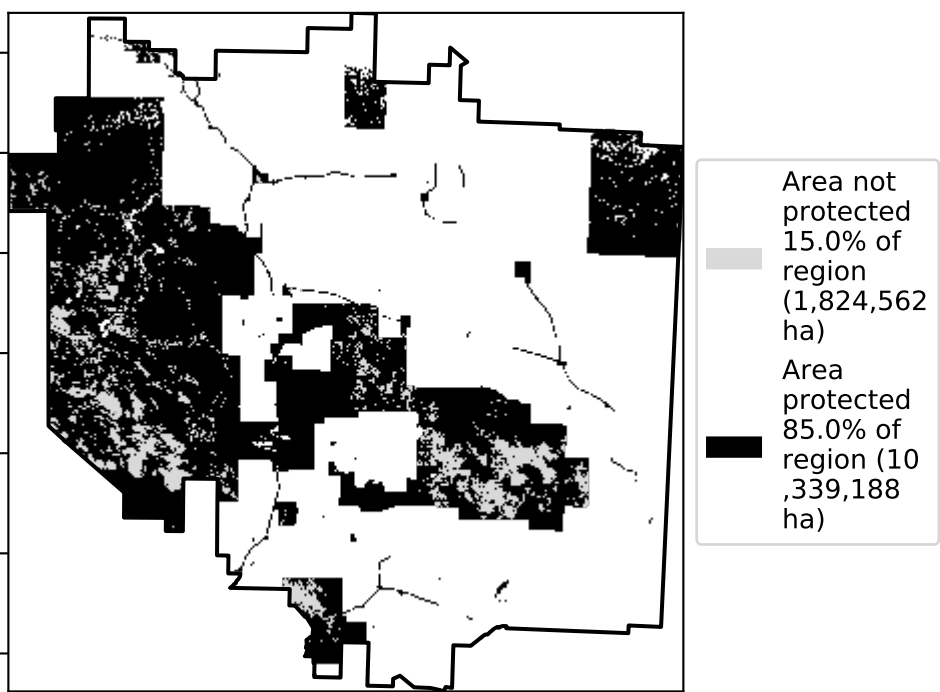 Area not
protected
15.0% of
region
(1,824,562
ha)
Area
protected
85.0% of
region (10
,339,188
ha)